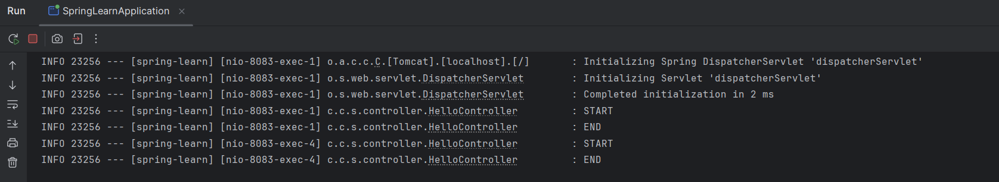 Run SpringLearnApplication
INFO 23256 --- [spring-learn] [nio-8083-exec-1] o.a.c.c.C.[Tomcat].[localhost].[/] : Initializing Spring DispatcherServlet 'dispatcherServlet'
INFO 23256 --- [spring-learn] [nio-8083-exec-1] o.s.web.servlet.DispatcherServlet : Initializing Servlet 'dispatcherServlet'
INFO 23256 --- [spring-learn] [nio-8083-exec-1] o.s.web.servlet.DispatcherServlet : Completed initialization in 2 ms
INFO 23256 --- [spring-learn] [nio-8083-exec-1] c.c.s.controller.HelloController : START
INFO 23256 --- [spring-learn] [nio-8083-exec-1] c.c.s.controller.HelloController : END
INFO 23256 --- [spring-learn] [nio-8083-exec-4] c.c.s.controller.HelloController : START
INFO 23256 --- [spring-learn] [nio-8083-exec-4] c.c.s.controller.HelloController : END